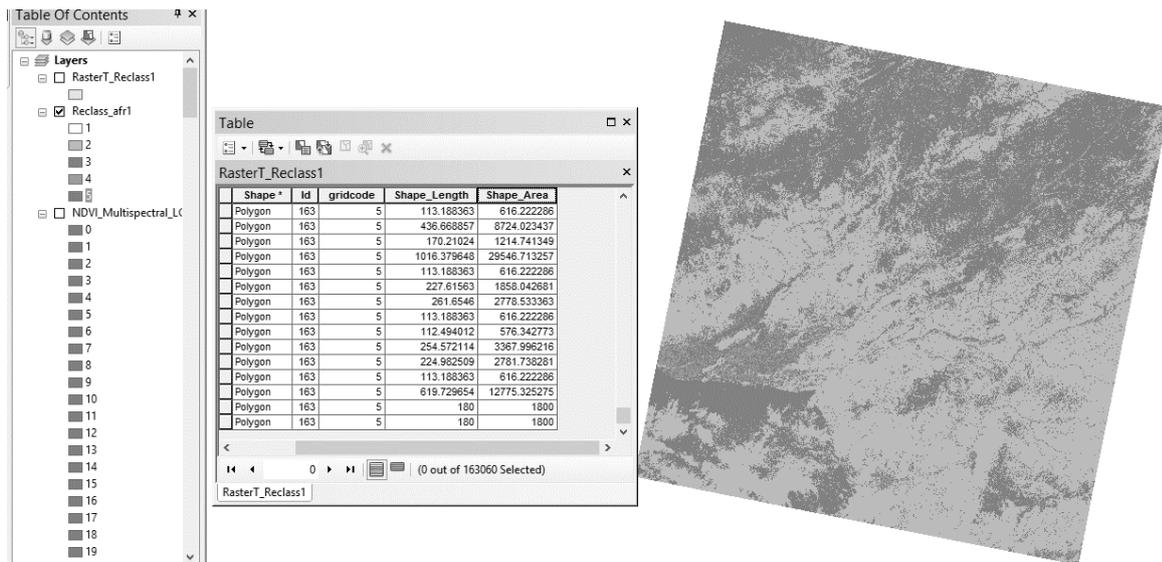 Table Of Contents
Layers
RasterT_Reclass1
Reclass_afr1
1
2
3
4
5
NDVI_Multispectral_LC
0
1
2
3
4
5
6
7
8
9
10
11
12
13
14
15
16
17
18
19
Table
RasterT_Reclass1
Shape * Id gridcode Shape_Length Shape_Area
Polygon 163 5 113.188363 616.222286
Polygon 163 5 436.668857 8724.023437
Polygon 163 5 170.21024 1214.741349
Polygon 163 5 1016.379648 29546.713257
Polygon 163 5 113.188363 616.222286
Polygon 163 5 227.61563 1858.042681
Polygon 163 5 261.6546 2778.533363
Polygon 163 5 113.188363 616.222286
Polygon 163 5 112.494012 576.342773
Polygon 163 5 254.572114 3367.996216
Polygon 163 5 224.982509 2781.738281
Polygon 163 5 113.188363 616.222286
Polygon 163 5 619.729654 12775.325275
Polygon 163 5 180 1800
Polygon 163 5 180 1800
0 (0 out of 163060 Selected)
RasterT_Reclass1